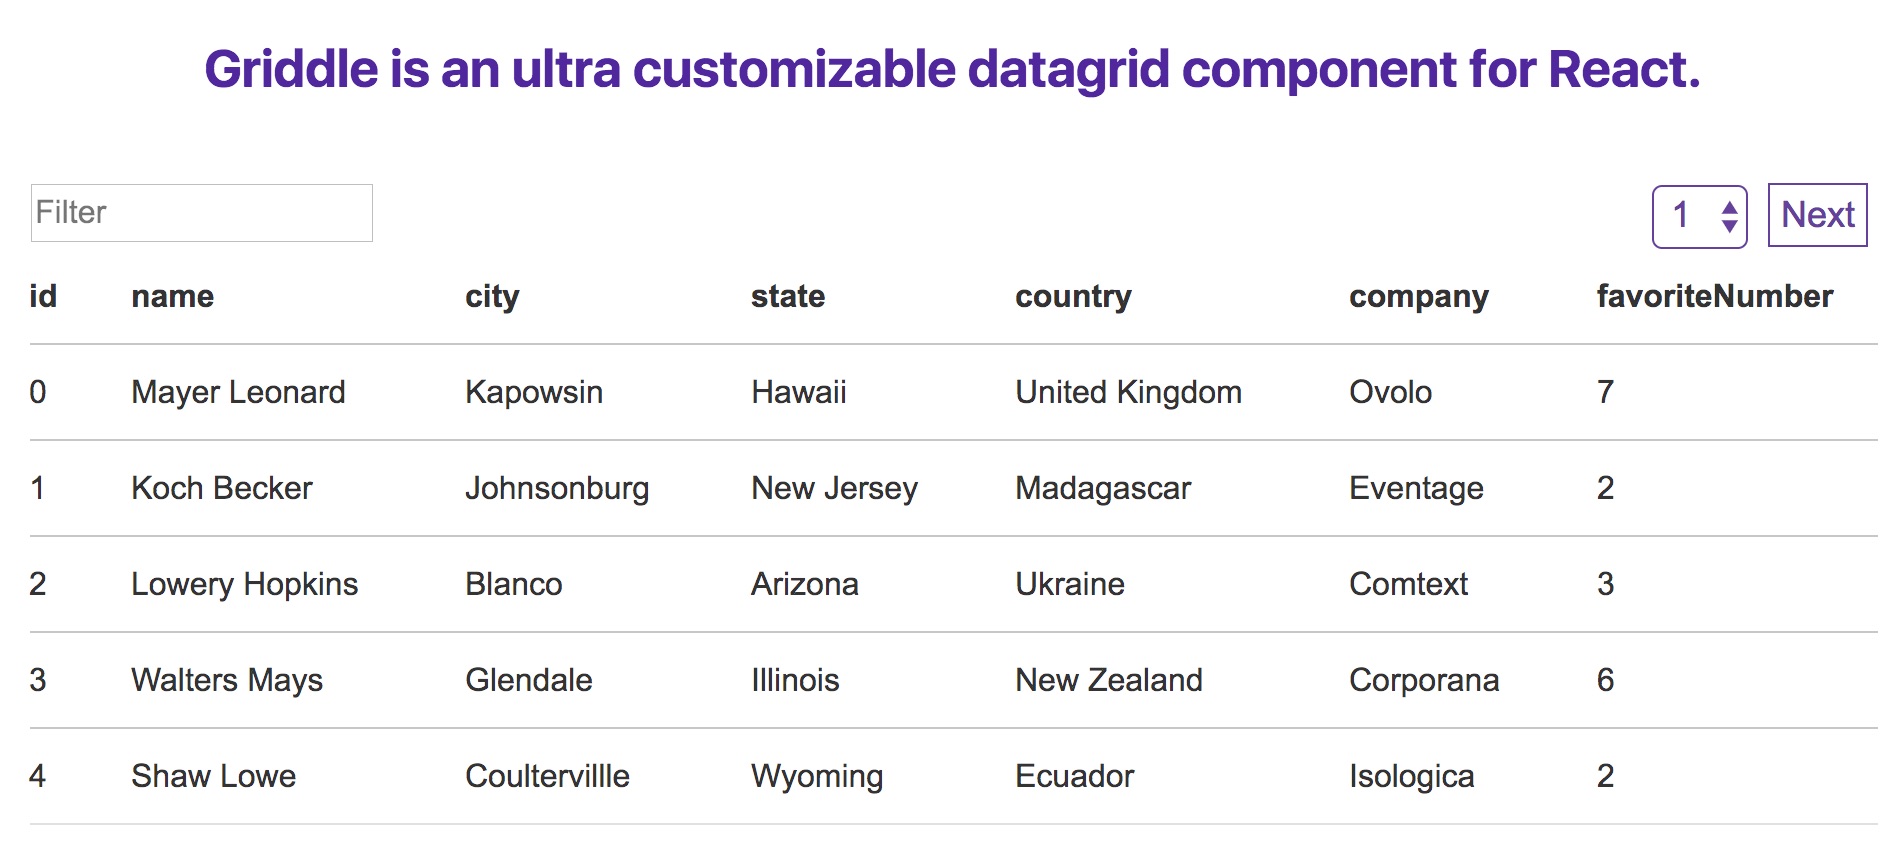 Griddle is an ultra customizable datagrid component for React.
Filter 1 Next
id name city state country company favoriteNumber
0 Mayer Leonard Kapowsin Hawaii United Kingdom Ovolo 7
1 Koch Becker Johnsonburg New Jersey Madagascar Eventage 2
2 Lowery Hopkins Blanco Arizona Ukraine Comtext 3
3 Walters Mays Glendale Illinois New Zealand Corporana 6
4 Shaw Lowe Coultervillle Wyoming Ecuador Isologica 2